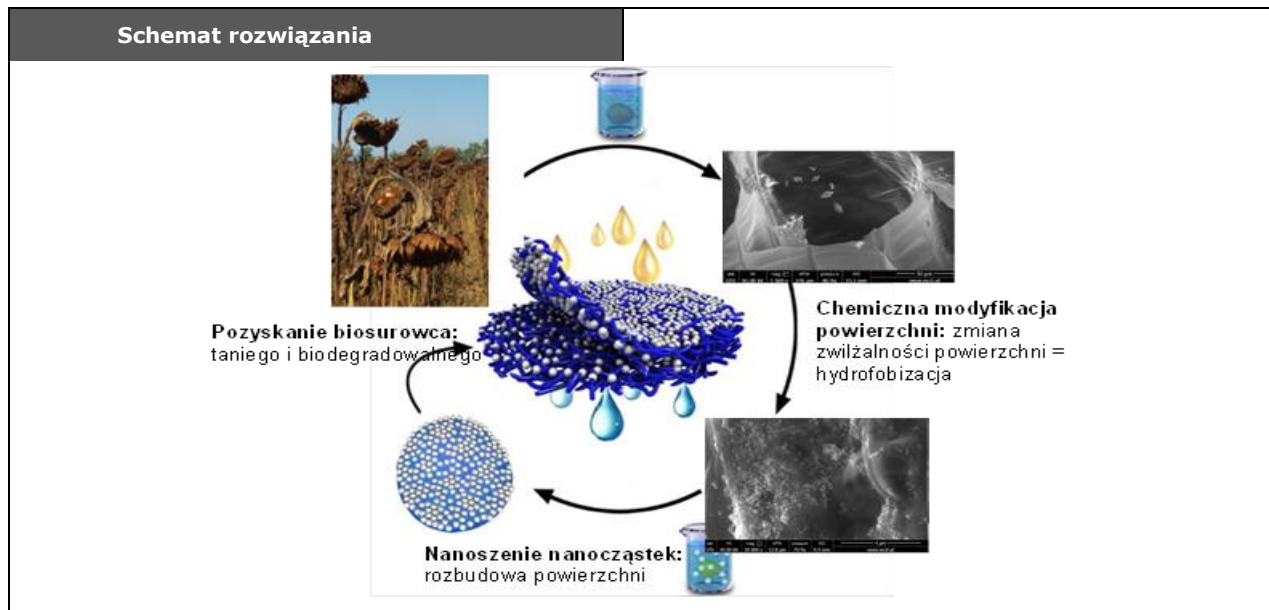 Schemat rozwiązania
Pozyskanie biosurowca:
taniego i biodegradowalnego
Chemiczna modyfikacja
powierzchni: zmiana
zwilżalności powierzchni =
hydrofobizacja
Nanoszenie nanocząstek:
rozbudowa powierzchni